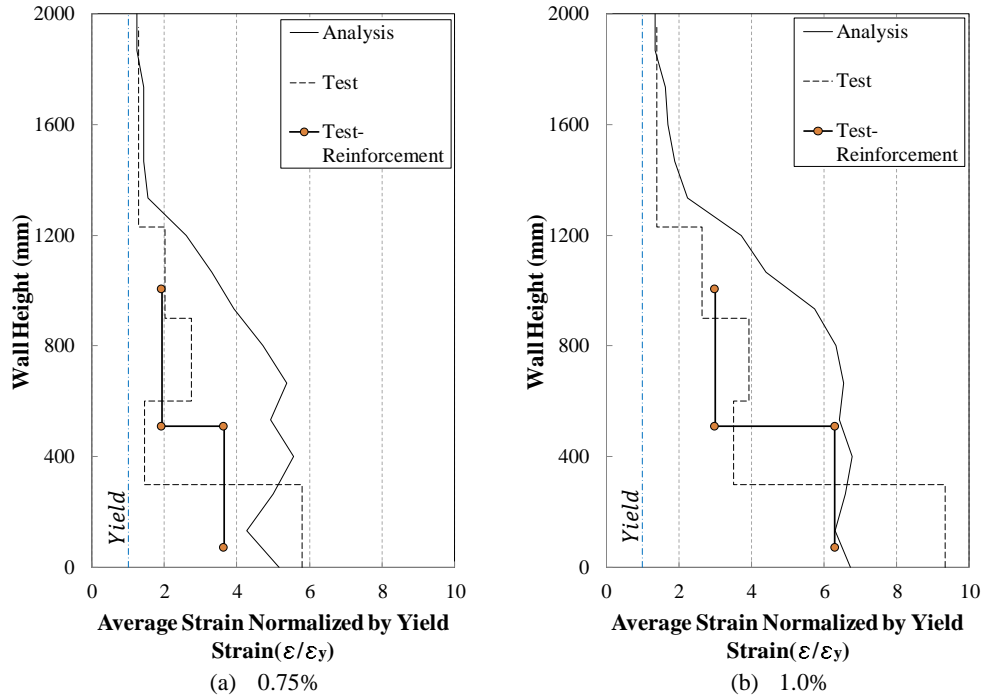 2000
1600
1200
800
400
0
Wall Height (mm)
Analysis
Test
Test-
Reinforcement
Yield
0 2 4 6 8 10
Average Strain Normalized by Yield
Strain(ε/εy)
(a) 0.75%
2000
1600
1200
800
400
0
Wall Height (mm)
Analysis
Test
Test-
Reinforcement
Yield
0 2 4 6 8 10
Average Strain Normalized by Yield
Strain(ε/εy)
(b) 1.0%